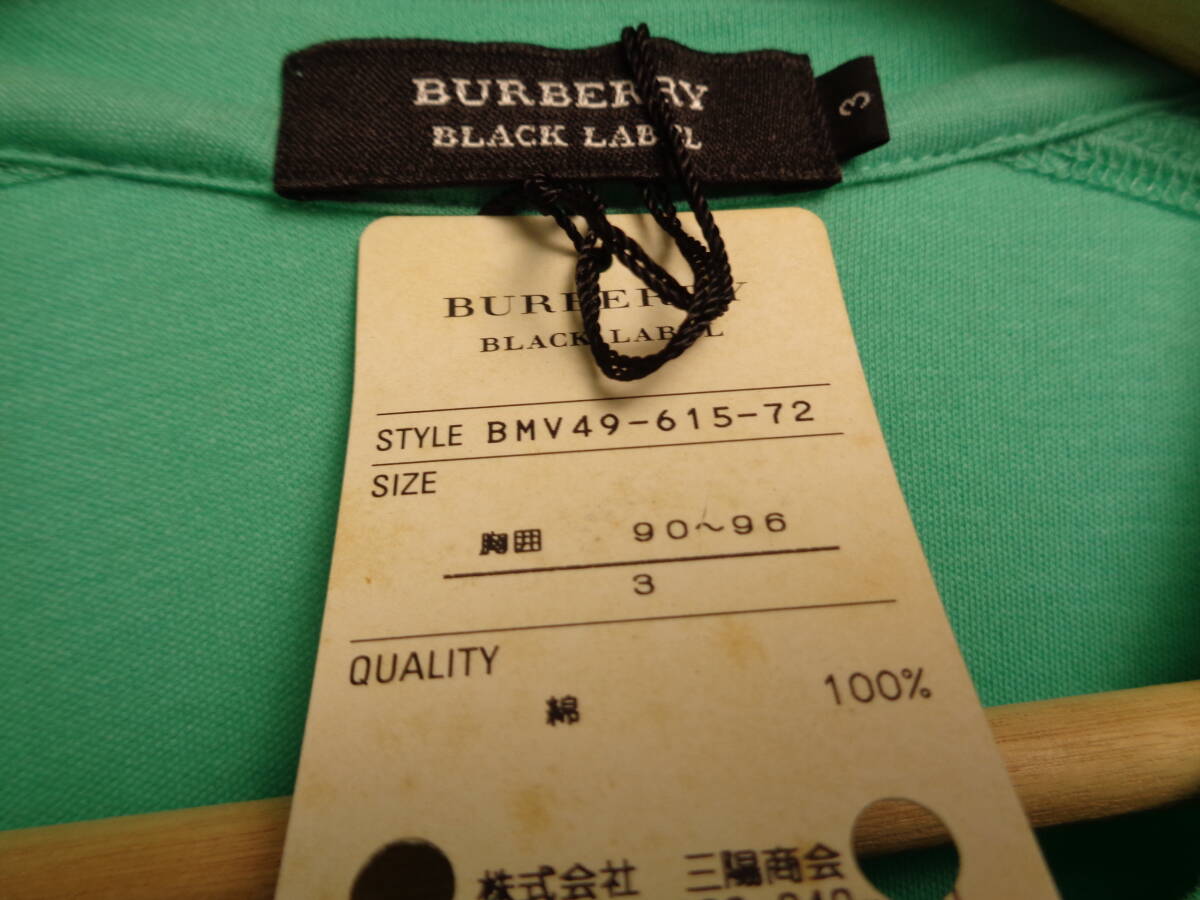 BURBERRY
BLACK LABEL
3
BURBERRY
BLACK LABEL
STYLE BMV49-615-72
SIZE
胸囲 90~96
3
QUALITY
綿 100%
株式会社 三陽商会